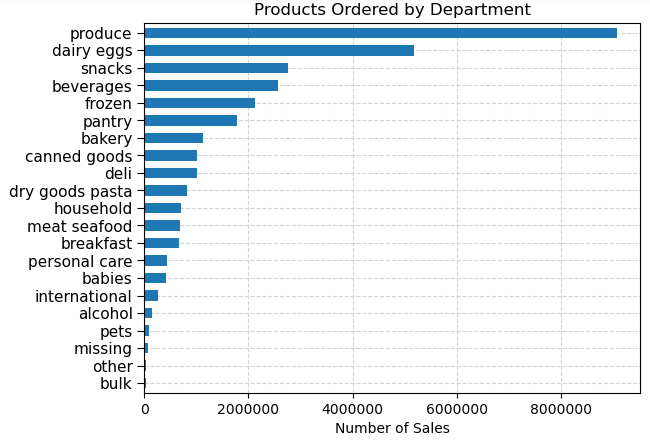 Products Ordered by Department
produce
dairy eggs
snacks
beverages
frozen
pantry
bakery
canned goods
deli
dry goods pasta
household
meat seafood
breakfast
personal care
babies
international
alcohol
pets
missing
other
bulk
0 2000000 4000000 6000000 8000000
Number of Sales